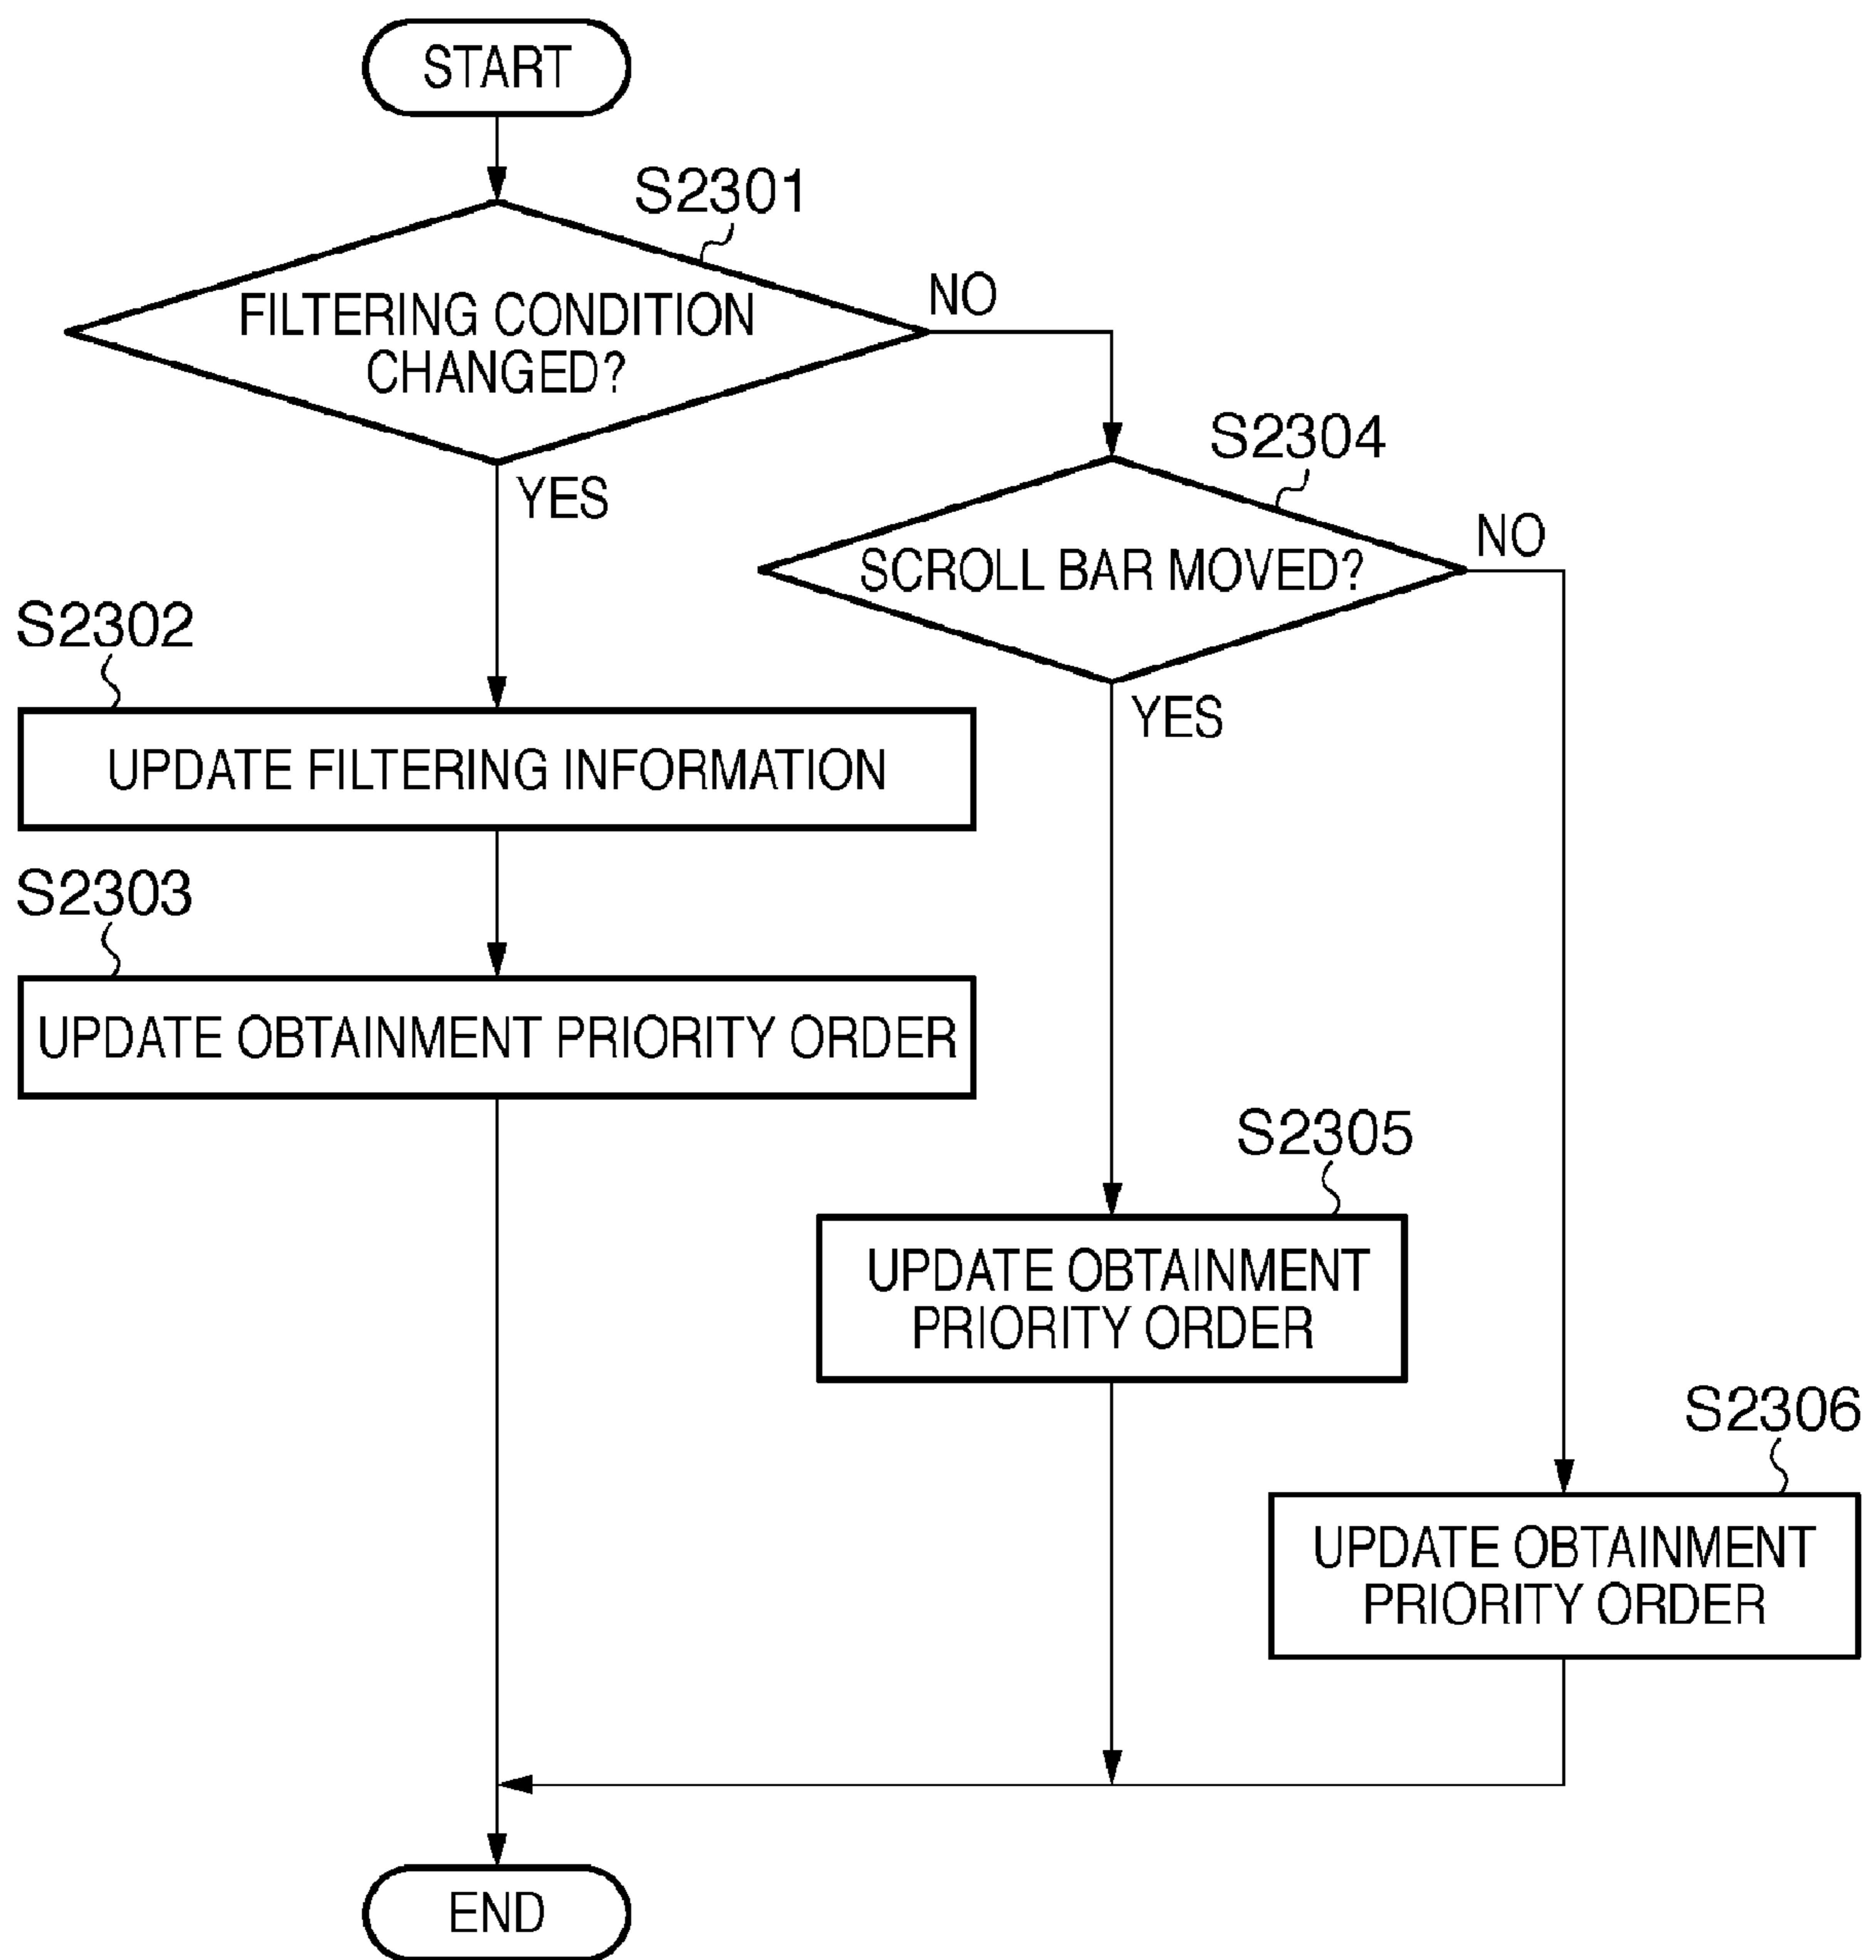 START
S2301
FILTERING CONDITION
CHANGED?
NO
YES
S2304
SCROLL BAR MOVED?
NO
YES
S2302
UPDATE FILTERING INFORMATION
S2303
UPDATE OBTAINMENT PRIORITY ORDER
S2305
UPDATE OBTAINMENT
PRIORITY ORDER
S2306
UPDATE OBTAINMENT
PRIORITY ORDER
END